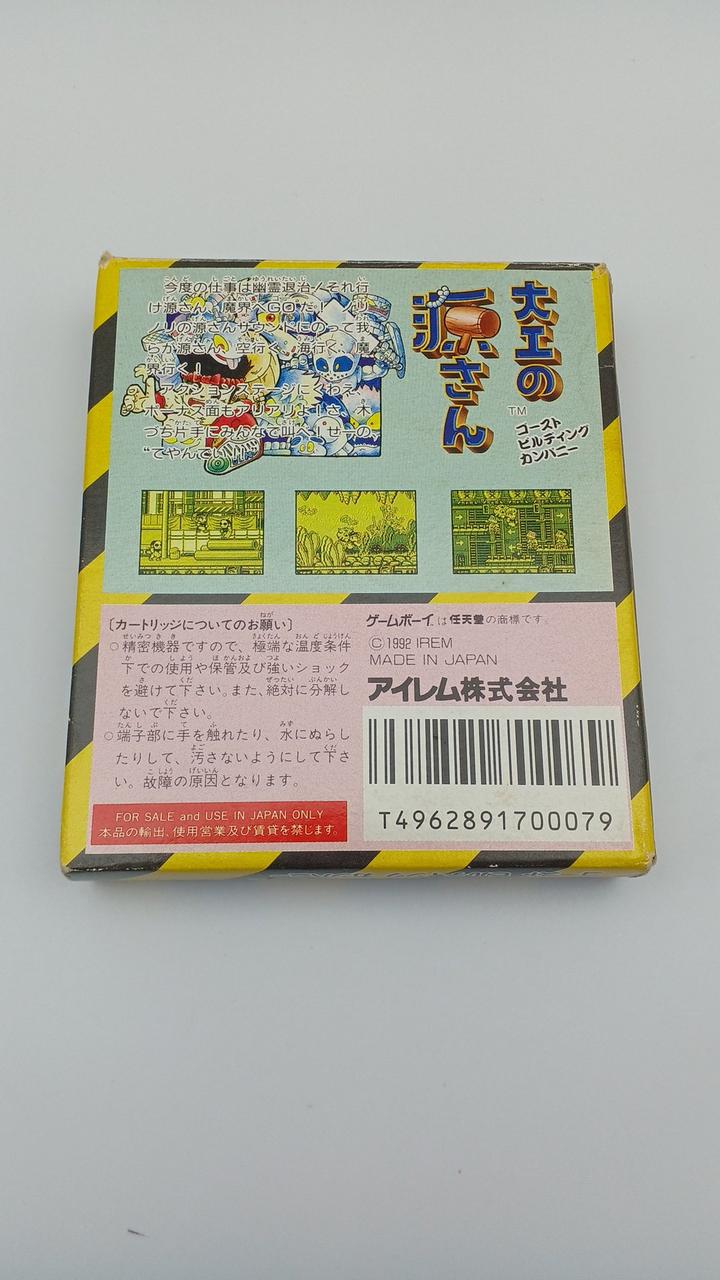 大工の
源さん
TM
ゴースト
ビルディング
カンパニー
今度の仕事は幽霊退治!それ行
け源さん、魔界へGOだ!
ノリの源さんサウンドにのって我
らが源さん、空行く、海行く、魔
界行く!
アクションステージにくわえ、
ボーナス面もアリアリよ!さ、木
づち片手にみんなで叫べ!せーの、
“てやんでい!!”
[カートリッジについてのお願い]
○精密機器ですので、極端な温度条件
下での使用や保管及び強いショック
を避けて下さい。また、絶対に分解し
ないで下さい。
○端子部に手を触れたり、水にぬらし
たりして、汚さないようにして下さ
い。故障の原因となります。
FOR SALE and USE IN JAPAN ONLY
本品の輸出、使用営業及び賃貸を禁じます。
ゲームボーイは任天堂の商標です。
©1992 IREM
MADE IN JAPAN
アイレム株式会社
T4962891700079